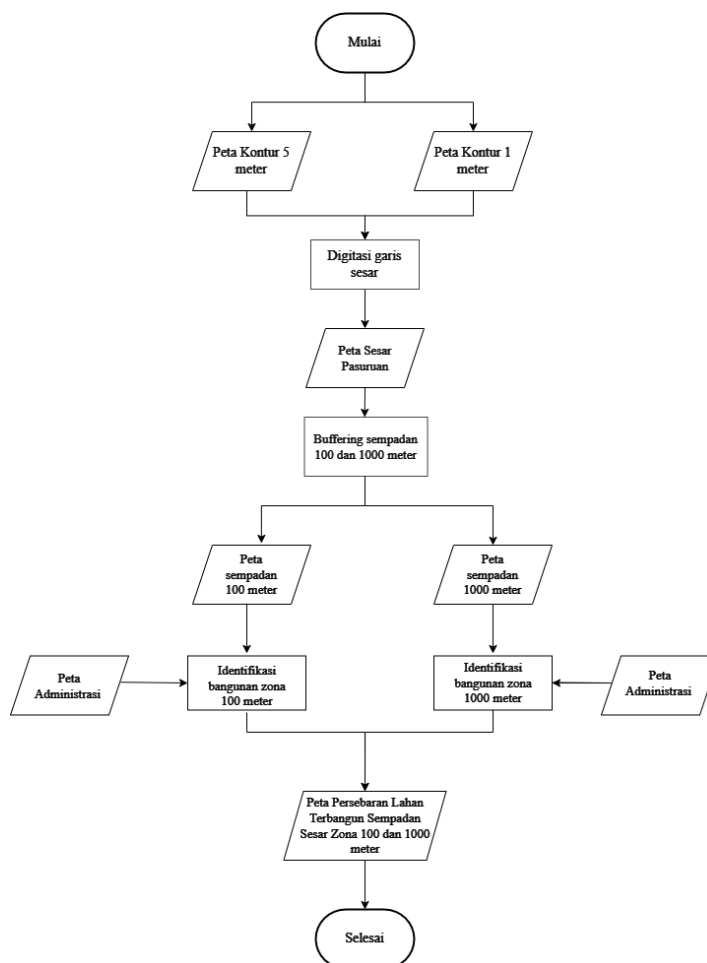 Mulai
Peta Kontur 5
meter
Peta Kontur 1
meter
Digitasi garis
sesar
Peta Sesar
Pasuruan
Buffering sempadan
100 dan 1000 meter
Peta
sempadan
100 meter
Peta
sempadan
1000 meter
Peta
Administrasi
Identifikasi
bangunan zona
100 meter
Identifikasi
bangunan zona
1000 meter
Peta
Administrasi
Peta Persebaran Lahan
Terbangun Sempadan
Sesar Zona 100 dan 1000
meter
Selesai